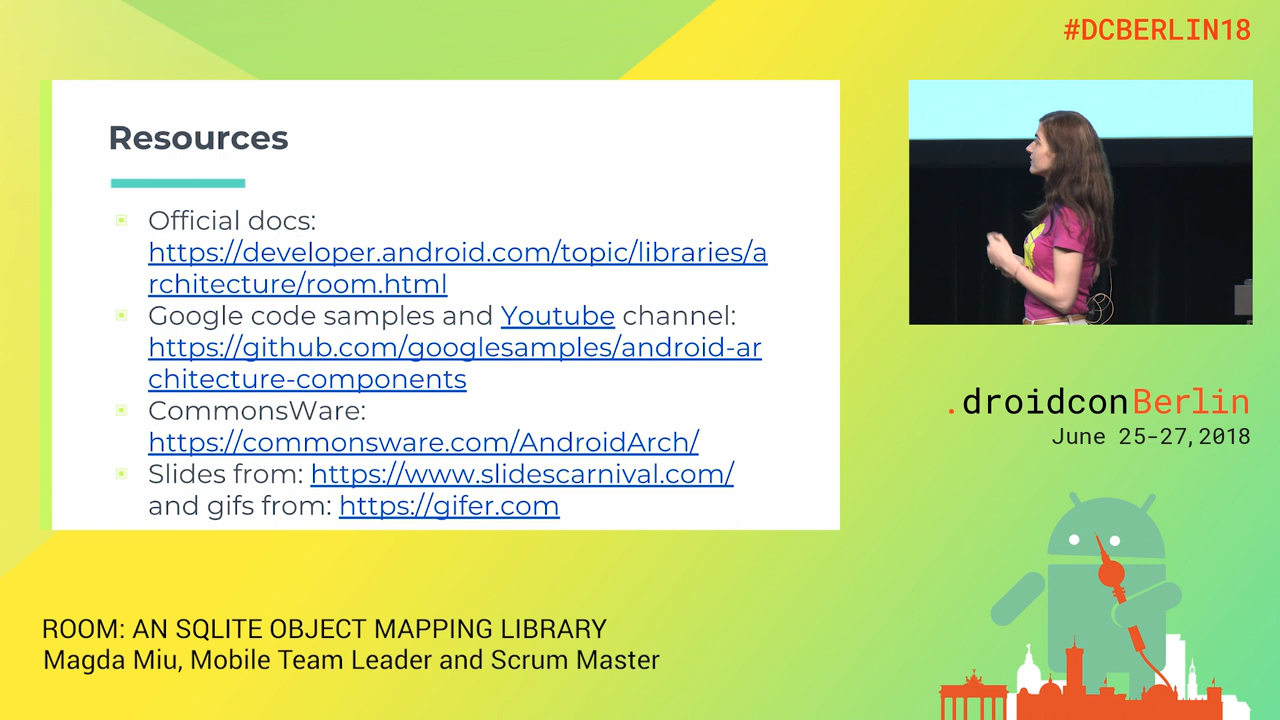 #DCBERLIN18
Resources
Official docs:
https://developer.android.com/topic/libraries/a
rchitecture/room.html
Google code samples and Youtube channel:
https://github.com/googlesamples/android-ar
chitecture-components
CommonsWare:
https://commonsware.com/AndroidArch/
Slides from: https://www.slidescarnival.com/
and gifs from: https://gifer.com
.droidconBerlin
June 25-27, 2018
ROOM: AN SQLITE OBJECT MAPPING LIBRARY
Magda Miu, Mobile Team Leader and Scrum Master